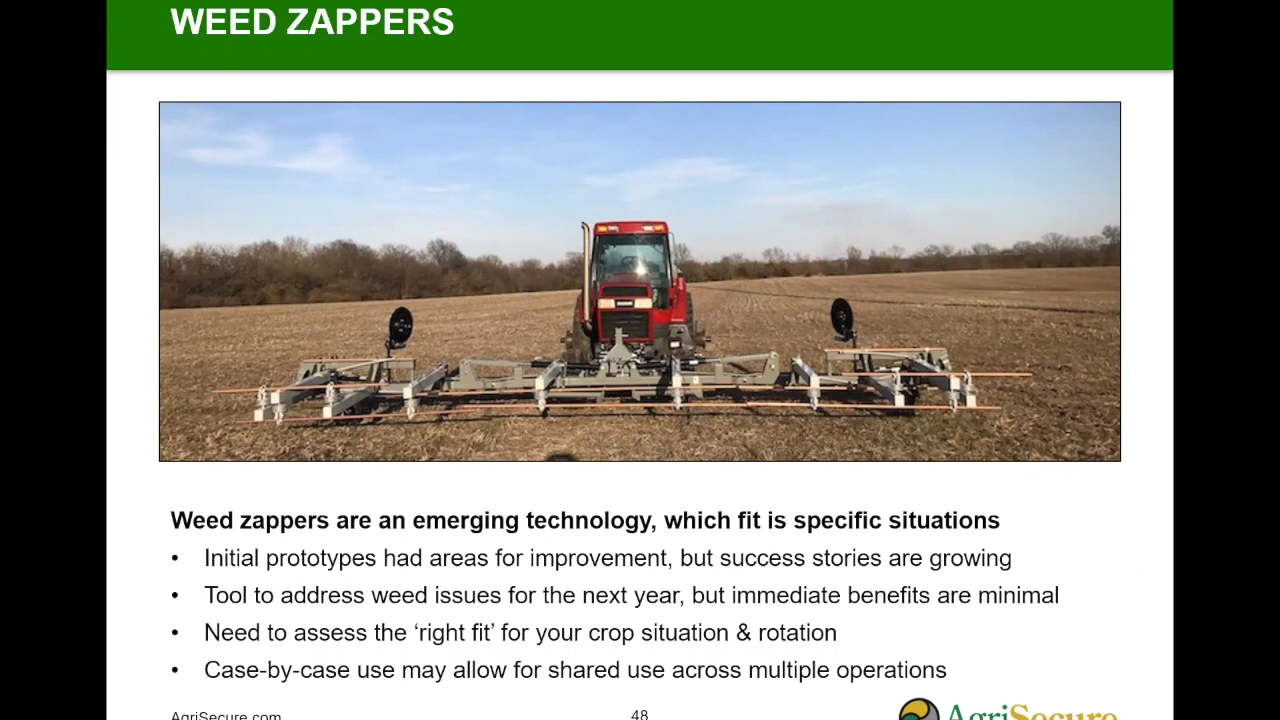 WEED ZAPPERS
Weed zappers are an emerging technology, which fit is specific situations
• Initial prototypes had areas for improvement, but success stories are growing
• Tool to address weed issues for the next year, but immediate benefits are minimal
• Need to assess the ‘right fit’ for your crop situation & rotation
• Case-by-case use may allow for shared use across multiple operations
AgriSecure.com
48
AgriSecure